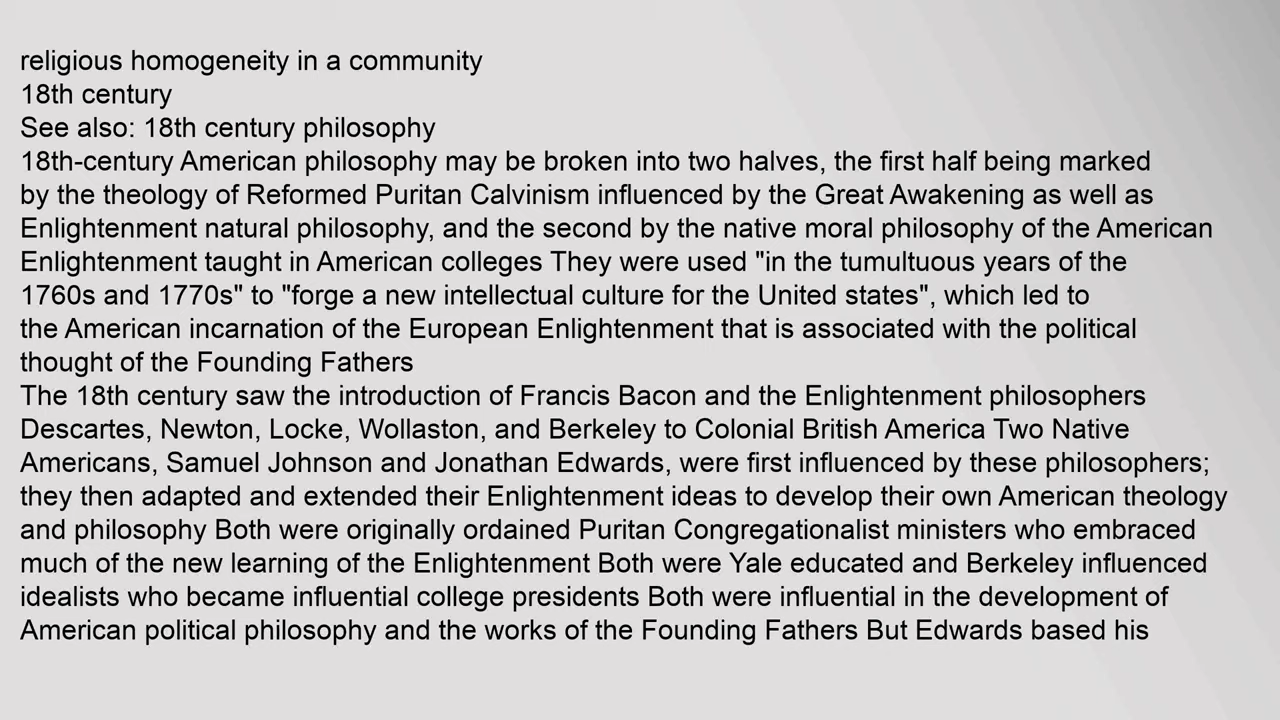 religious homogeneity in a community
18th century
See also: 18th century philosophy
18th-century American philosophy may be broken into two halves, the first half being marked
by the theology of Reformed Puritan Calvinism influenced by the Great Awakening as well as
Enlightenment natural philosophy, and the second by the native moral philosophy of the American
Enlightenment taught in American colleges They were used "in the tumultuous years of the
1760s and 1770s" to "forge a new intellectual culture for the United states", which led to
the American incarnation of the European Enlightenment that is associated with the political
thought of the Founding Fathers
The 18th century saw the introduction of Francis Bacon and the Enlightenment philosophers
Descartes, Newton, Locke, Wollaston, and Berkeley to Colonial British America Two Native
Americans, Samuel Johnson and Jonathan Edwards, were first influenced by these philosophers;
they then adapted and extended their Enlightenment ideas to develop their own American theology
and philosophy Both were originally ordained Puritan Congregationalist ministers who embraced
much of the new learning of the Enlightenment Both were Yale educated and Berkeley influenced
idealists who became influential college presidents Both were influential in the development of
American political philosophy and the works of the Founding Fathers But Edwards based his